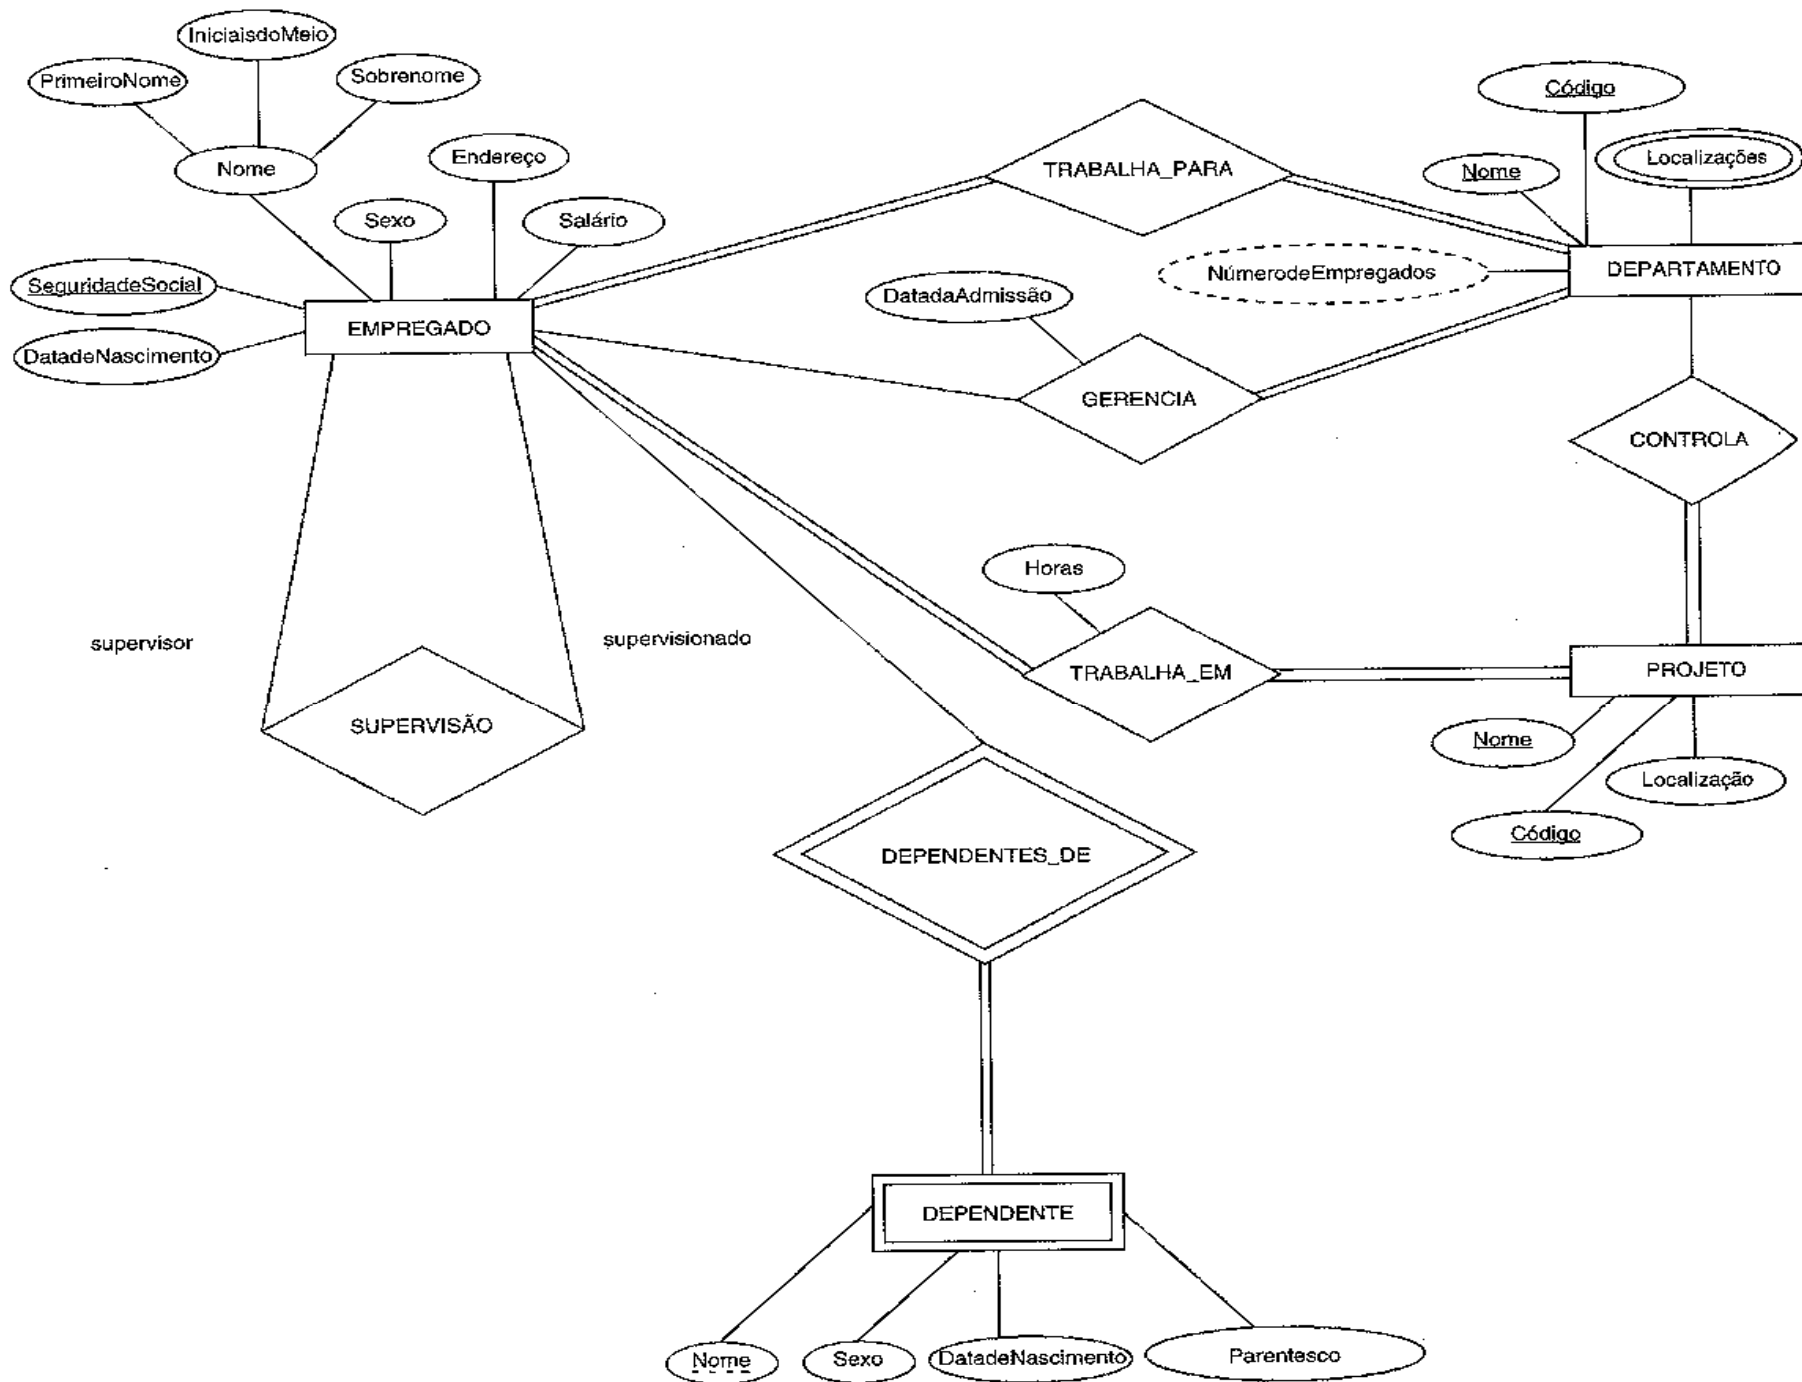 IniciaisdoMeio
PrimeiroNome
Sobrenome
Nome
Endereço
Sexo
Salário
SeguridadeSocial
EMPREGADO
DatadeNascimento
TRABALHA_PARA
Código
Localizações
Nome
NúmerodeEmpregados
DEPARTAMENTO
DatadaAdmissão
GERENCIA
CONTROLA
supervisor
supervisionado
SUPERVISÃO
Horas
TRABALHA_EM
PROJETO
Nome
Localização
Código
DEPENDENTES_DE
DEPENDENTE
Nome
Sexo
DatadeNascimento
Parentesco